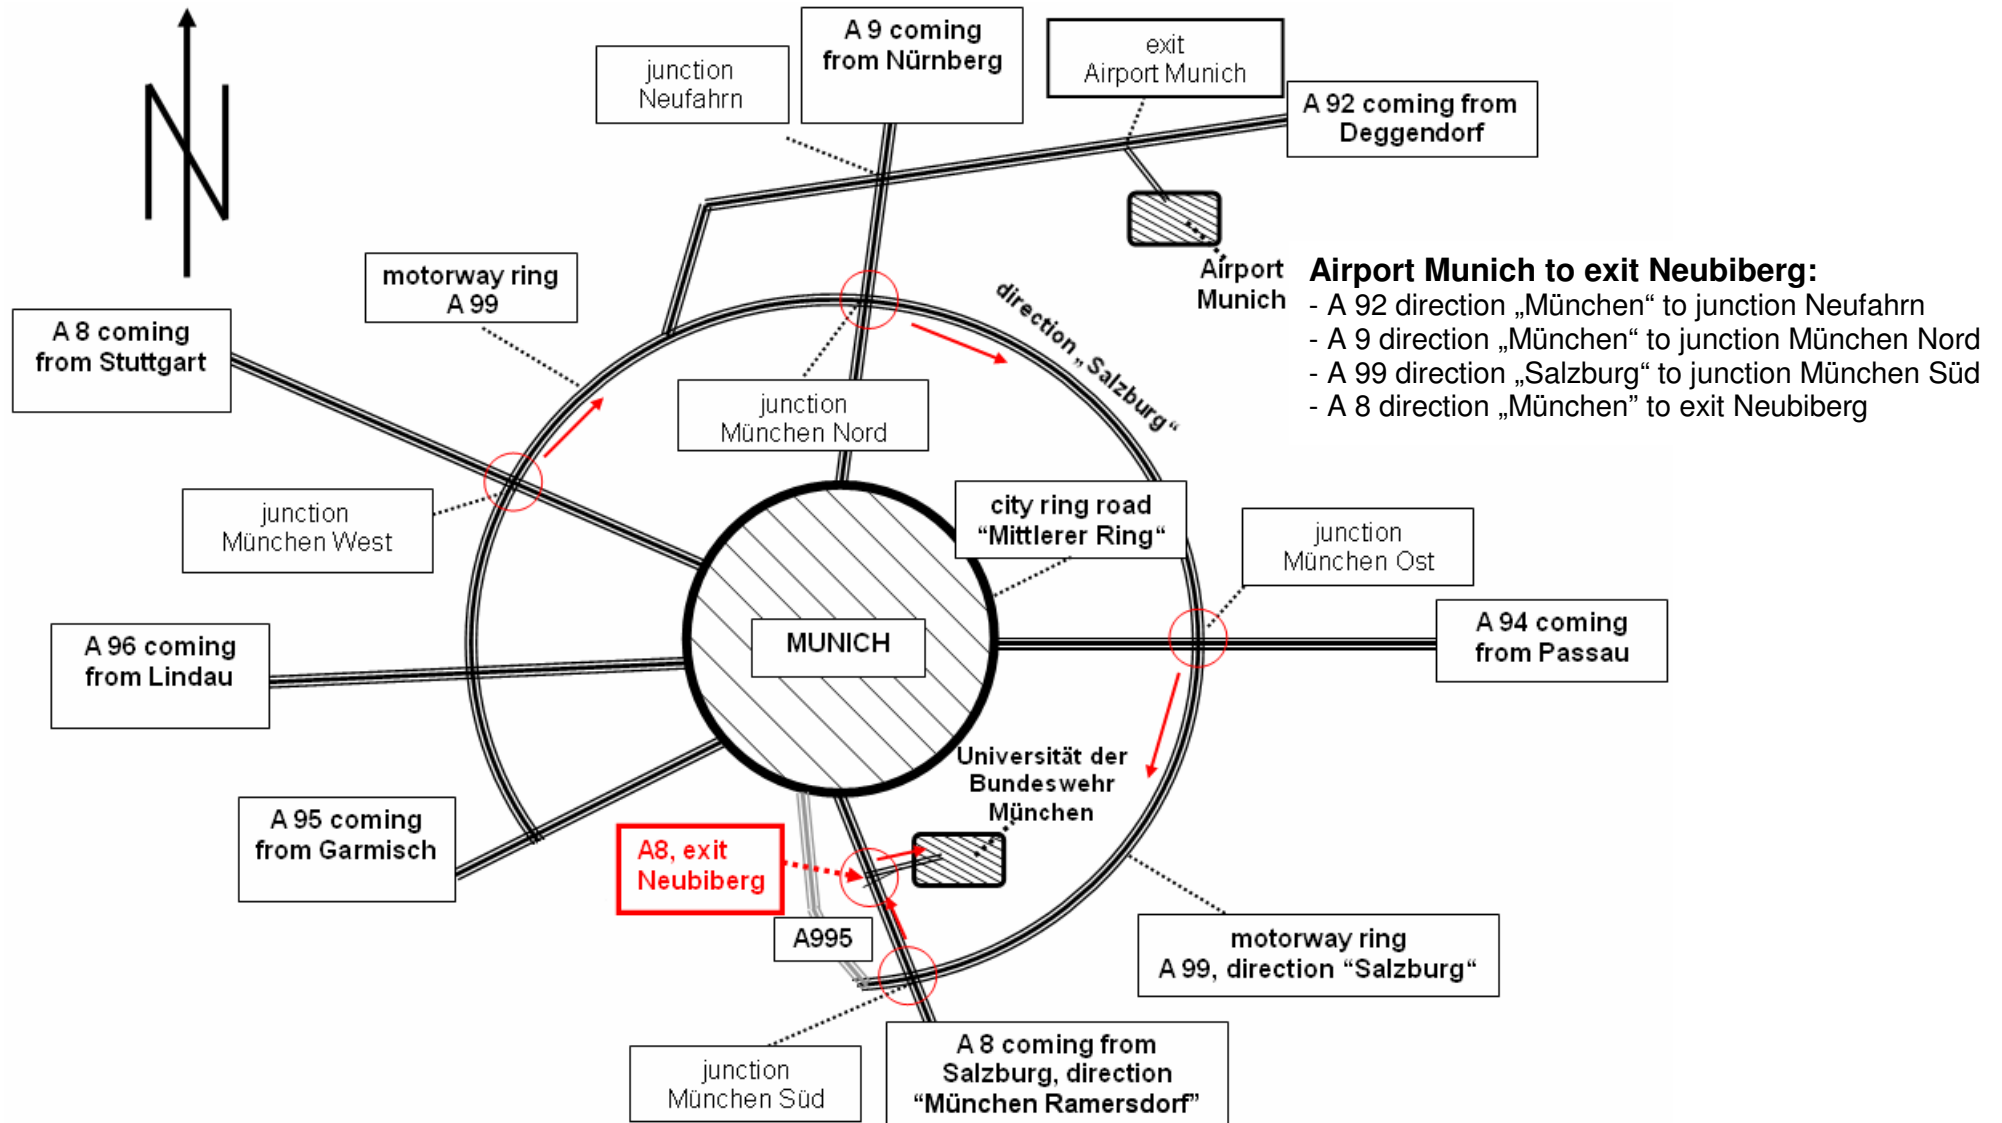 N
A 9 coming
from Nürnberg
exit
Airport Munich
junction
Neufahrn
A 92 coming from
Deggendorf
Airport
Munich
Airport Munich to exit Neubiberg:
- A 92 direction „München“ to junction Neufahrn
- A 9 direction „München“ to junction München Nord
- A 99 direction „Salzburg“ to junction München Süd
- A 8 direction „München” to exit Neubiberg
motorway ring
A 99
direction „Salzburg“
A 8 coming
from Stuttgart
junction
München Nord
junction
München West
city ring road
“Mittlerer Ring“
junction
München Ost
A 96 coming
from Lindau
MUNICH
A 94 coming
from Passau
Universität der
Bundeswehr
München
A 95 coming
from Garmisch
A8, exit
Neubiberg
A995
motorway ring
A 99, direction “Salzburg“
junction
München Süd
A 8 coming from
Salzburg, direction
“München Ramersdorf”